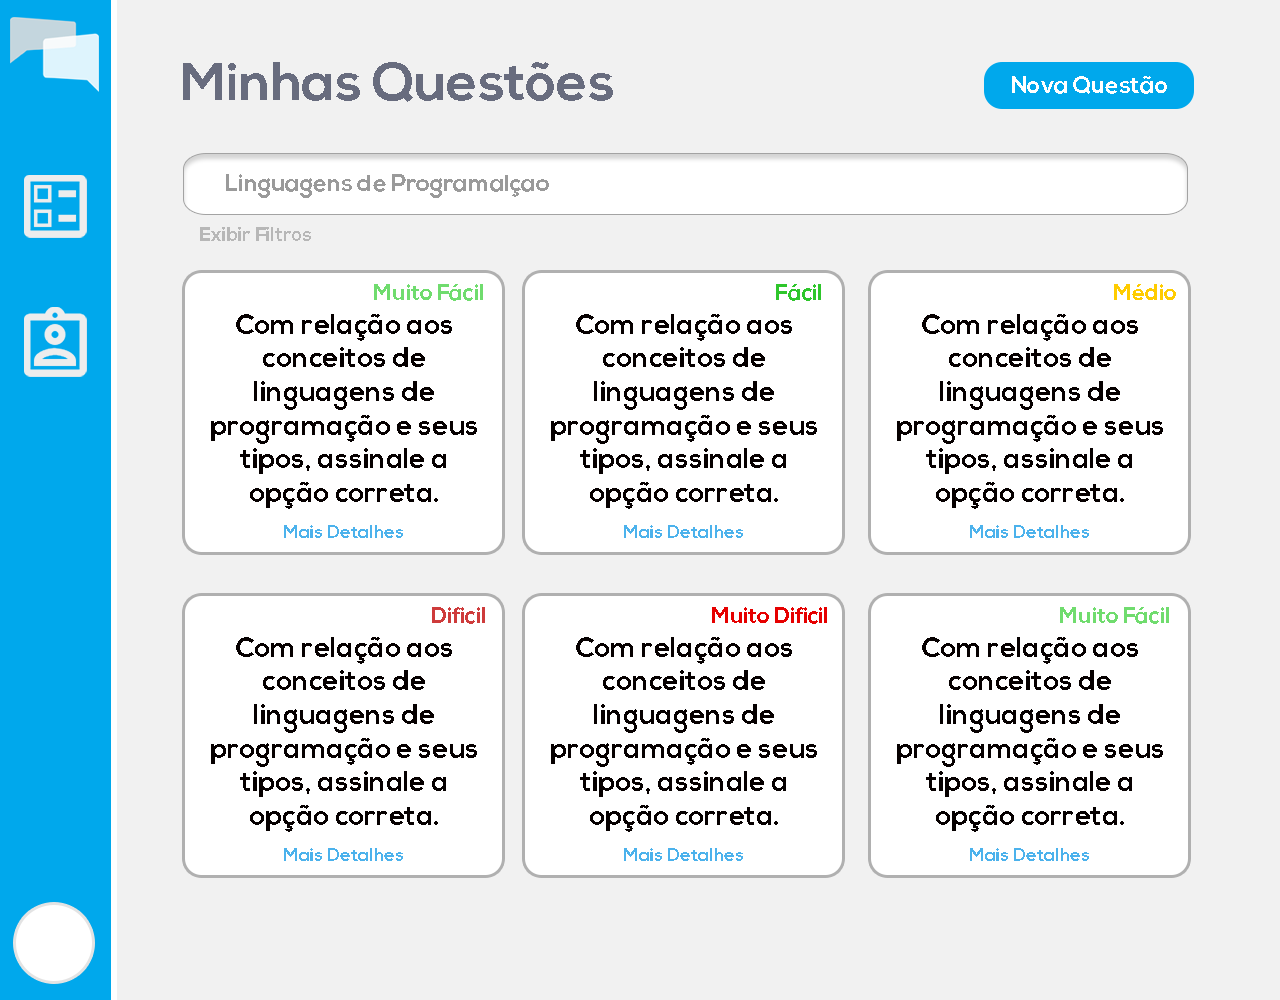 Minhas Questões
Nova Questão
Linguagens de Programalçao
Exibir Filtros
Muito Fácil
Com relação aos
conceitos de
linguagens de
programação e seus
tipos, assinale a
opção correta.
Mais Detalhes
Fácil
Com relação aos
conceitos de
linguagens de
programação e seus
tipos, assinale a
opção correta.
Mais Detalhes
Médio
Com relação aos
conceitos de
linguagens de
programação e seus
tipos, assinale a
opção correta.
Mais Detalhes
Dificil
Com relação aos
conceitos de
linguagens de
programação e seus
tipos, assinale a
opção correta.
Mais Detalhes
Muito Dificil
Com relação aos
conceitos de
linguagens de
programação e seus
tipos, assinale a
opção correta.
Mais Detalhes
Muito Fácil
Com relação aos
conceitos de
linguagens de
programação e seus
tipos, assinale a
opção correta.
Mais Detalhes